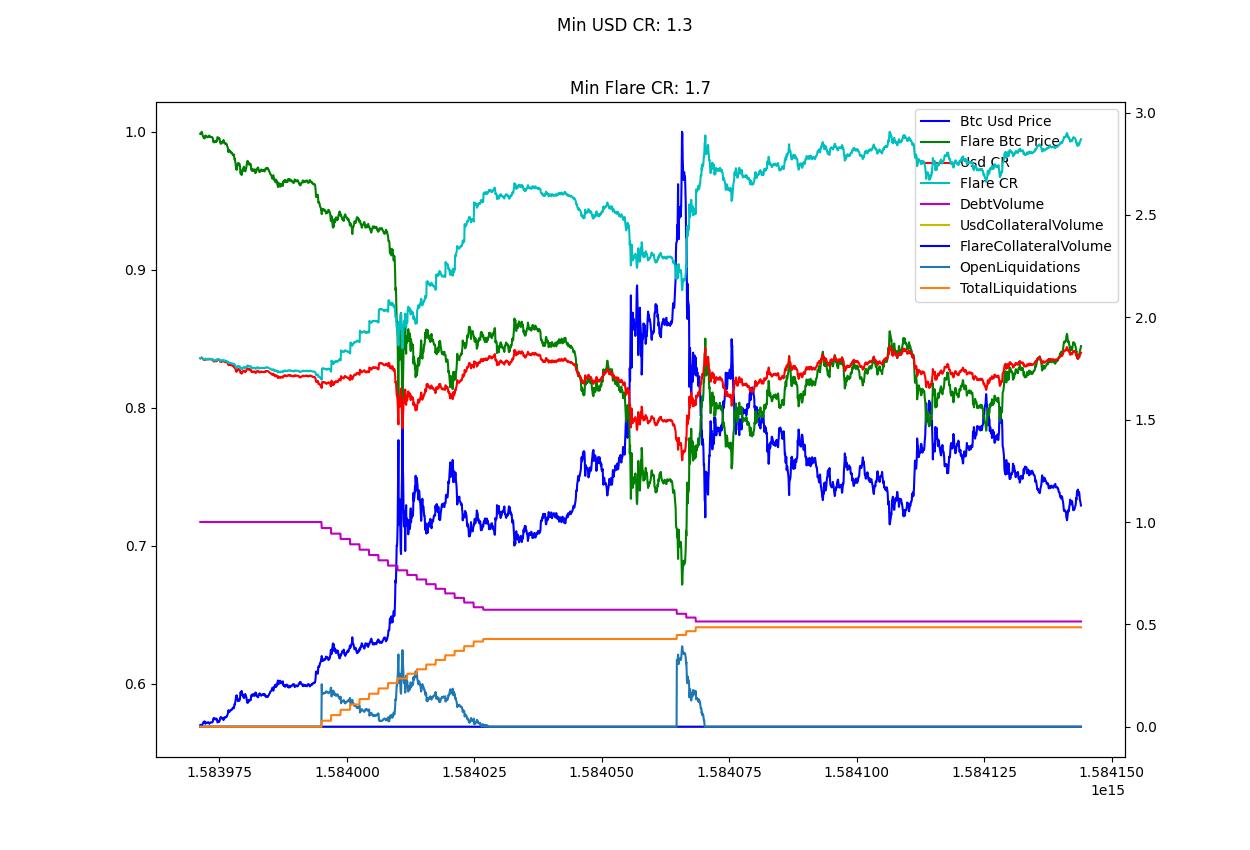 Min USD CR: 1.3
Min Flare CR: 1.7
Btc Usd Price
Flare Btc Price
Usd CR
Flare CR
DebtVolume
UsdCollateralVolume
FlareCollateralVolume
OpenLiquidations
TotalLiquidations
1.0
0.9
0.8
0.7
0.6
3.0
2.5
2.0
1.5
1.0
0.5
0.0
1.583975 1.584000 1.584025 1.584050 1.584075 1.584100 1.584125 1.584150
1e15